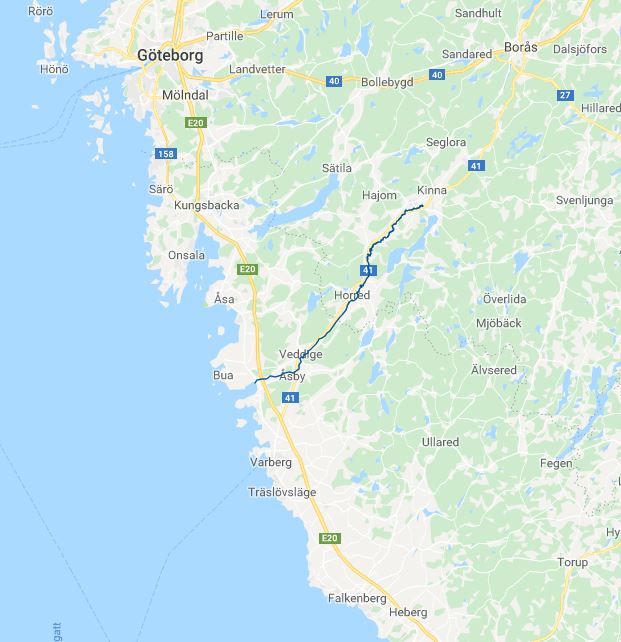 Rörö
Lerum
Sandhult
Partille
Borås
Göteborg
Sandared
Dalsjöfors
Hönö
Landvetter
40
40
Bollebygd
Mölndal
27
Hillared
E20
Seglora
158
41
Sätila
Särö
Kinna
Hajom
Kungsbacka
Svenljunga
Onsala
E20
41
Åsa
Horred
Överlida
Mjöbäck
Veddige
Bua
Åsby
Älvsered
41
Ullared
Varberg
Fegen
Träslövsläge
E20
Hy
Torup
Falkenberg
Heberg
gatt